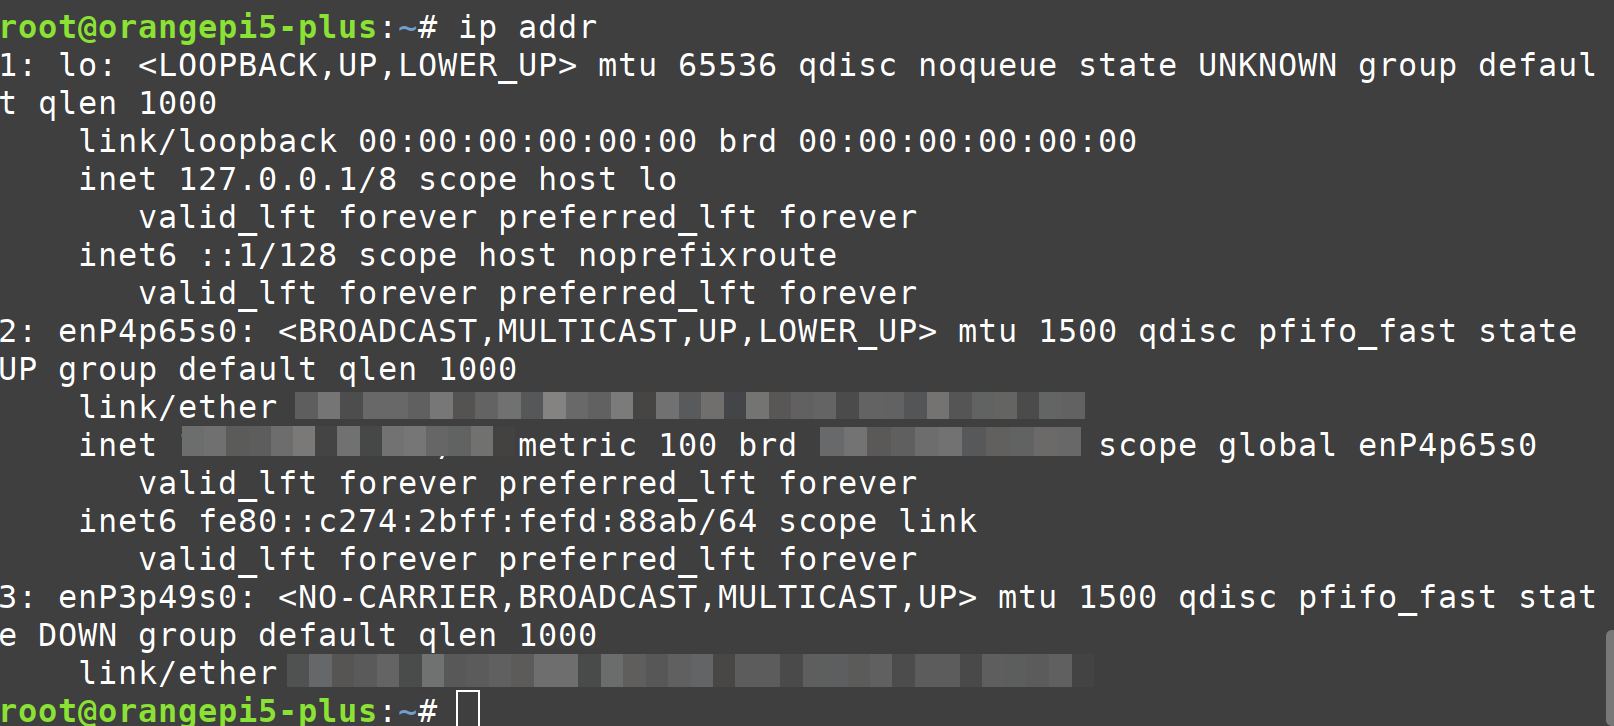 root@orangepi5-plus:~# ip addr
1: lo: <LOOPBACK,UP,LOWER_UP> mtu 65536 qdisc noqueue state UNKNOWN group defaul
t qlen 1000
    link/loopback 00:00:00:00:00:00 brd 00:00:00:00:00:00
    inet 127.0.0.1/8 scope host lo
       valid_lft forever preferred_lft forever
    inet6 ::1/128 scope host noprefixroute
       valid_lft forever preferred_lft forever
2: enP4p65s0: <BROADCAST,MULTICAST,UP,LOWER_UP> mtu 1500 qdisc pfifo_fast state
UP group default qlen 1000
    link/ether
    inet metric 100 brd scope global enP4p65s0
       valid_lft forever preferred_lft forever
    inet6 fe80::c274:2bff:fefd:88ab/64 scope link
       valid_lft forever preferred_lft forever
3: enP3p49s0: <NO-CARRIER,BROADCAST,MULTICAST,UP> mtu 1500 qdisc pfifo_fast stat
e DOWN group default qlen 1000
    link/ether
root@orangepi5-plus:~#